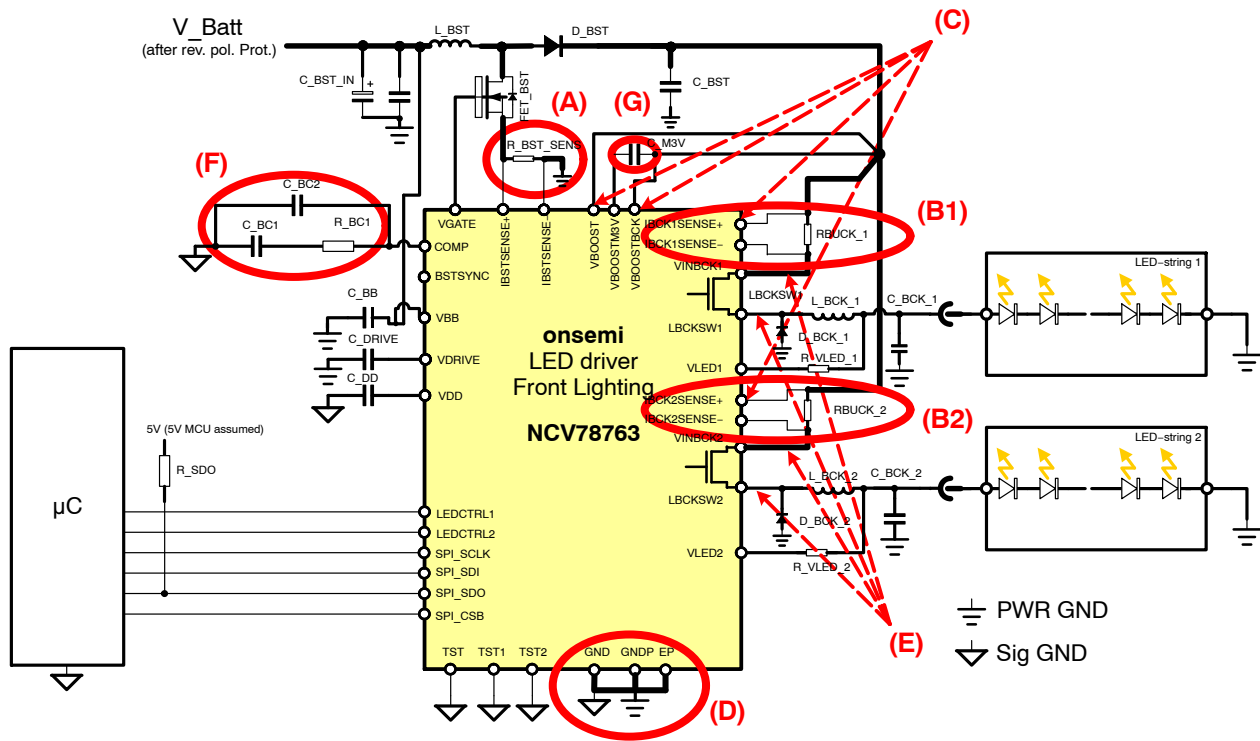 V_Batt
(after rev. pol. Prot.)
L_BST
D_BST
(C)
C_BST_IN
+
FET_BST
C_BST
(A)
(G)
R_BST_SENS
C_M3V
(F)
C_BC2
C_BC1
R_BC1
(B1)
VGATE
IBSTSENSE+
IBSTSENSE−
VBOOST
VBOOSTM3V
VBOOSTBCK
IBCK1SENSE+
IBCK1SENSE−
RBUCK_1
COMP
BSTSYNC
VINBCK1
LED−string 1
C_BB
VBB
LBCKSW1
L_BCK_1
C_BCK_1
LBCKSW1
onsemi
LED driver
Front Lighting
NCV78763
C_DRIVE
VDRIVE
D_BCK_1
R_VLED_1
VLED1
C_DD
VDD
IBCK2SENSE+
IBCK2SENSE−
RBUCK_2
(B2)
5V (5V MCU assumed)
R_SDO
VINBCK2
LED−string 2
L_BCK_2
C_BCK_2
LBCKSW2
µC
LEDCTRL1
LEDCTRL2
SPI_SCLK
SPI_SDI
SPI_SDO
SPI_CSB
D_BCK_2
VLED2
R_VLED_2
PWR GND
(E)
Sig GND
TST
TST1
TST2
GND
GNDP
EP
(D)